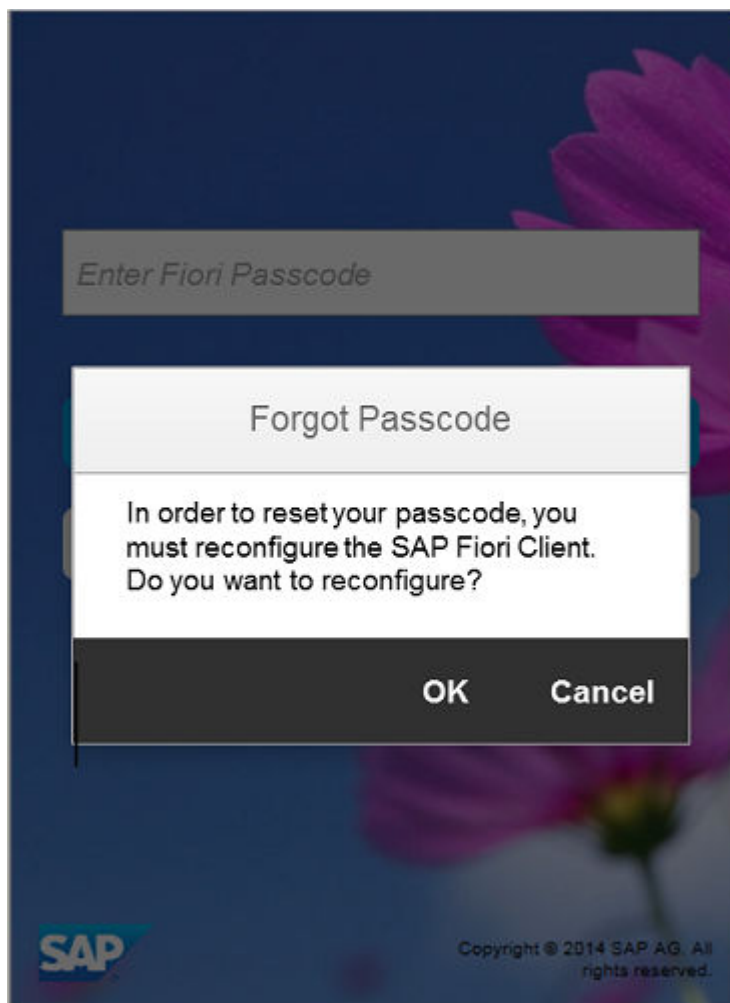 Enter Fiori Passcode
Forgot Passcode
In order to reset your passcode, you
must reconfigure the SAP Fiori Client.
Do you want to reconfigure?
OK Cancel
SAP
Copyright © 2014 SAP AG. All
rights reserved.